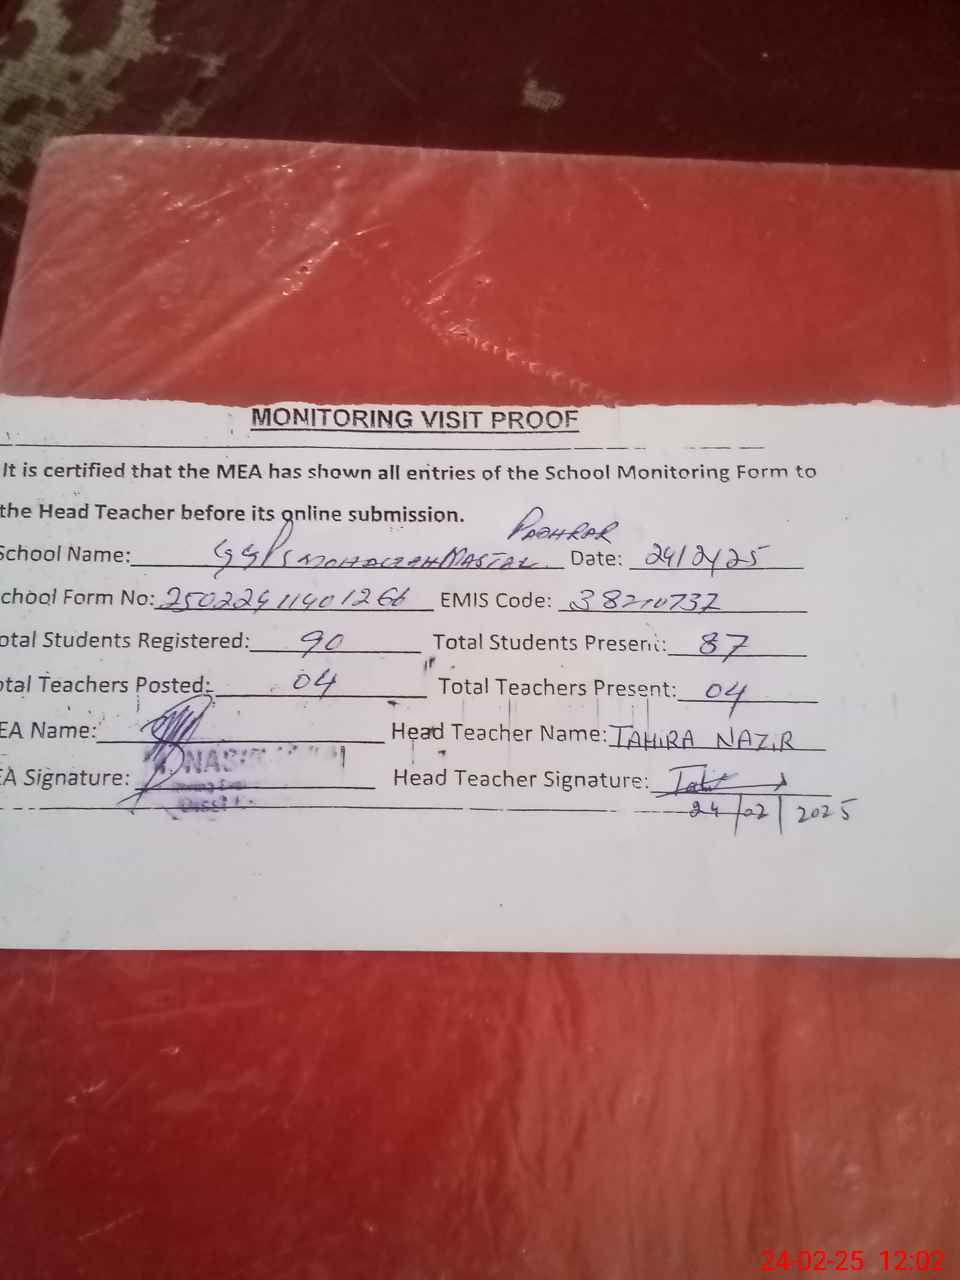 MONITORING VISIT PROOF
It is certified that the MEA has shown all entries of the School Monitoring Form to
the Head Teacher before its online submission.
PADHRAR
School Name: GGPS MOHALLAH Date: 24/2/25
chool Form No: EMIS Code:
otal Students Registered: 90 Total Students Present: 87
otal Teachers Posted: 04 Total Teachers Present: 04
EA Name: Head Teacher Name: TAHIRA NAZIR
EA Signature: Head Teacher Signature:
24/02/2025
24-02-25 12:02